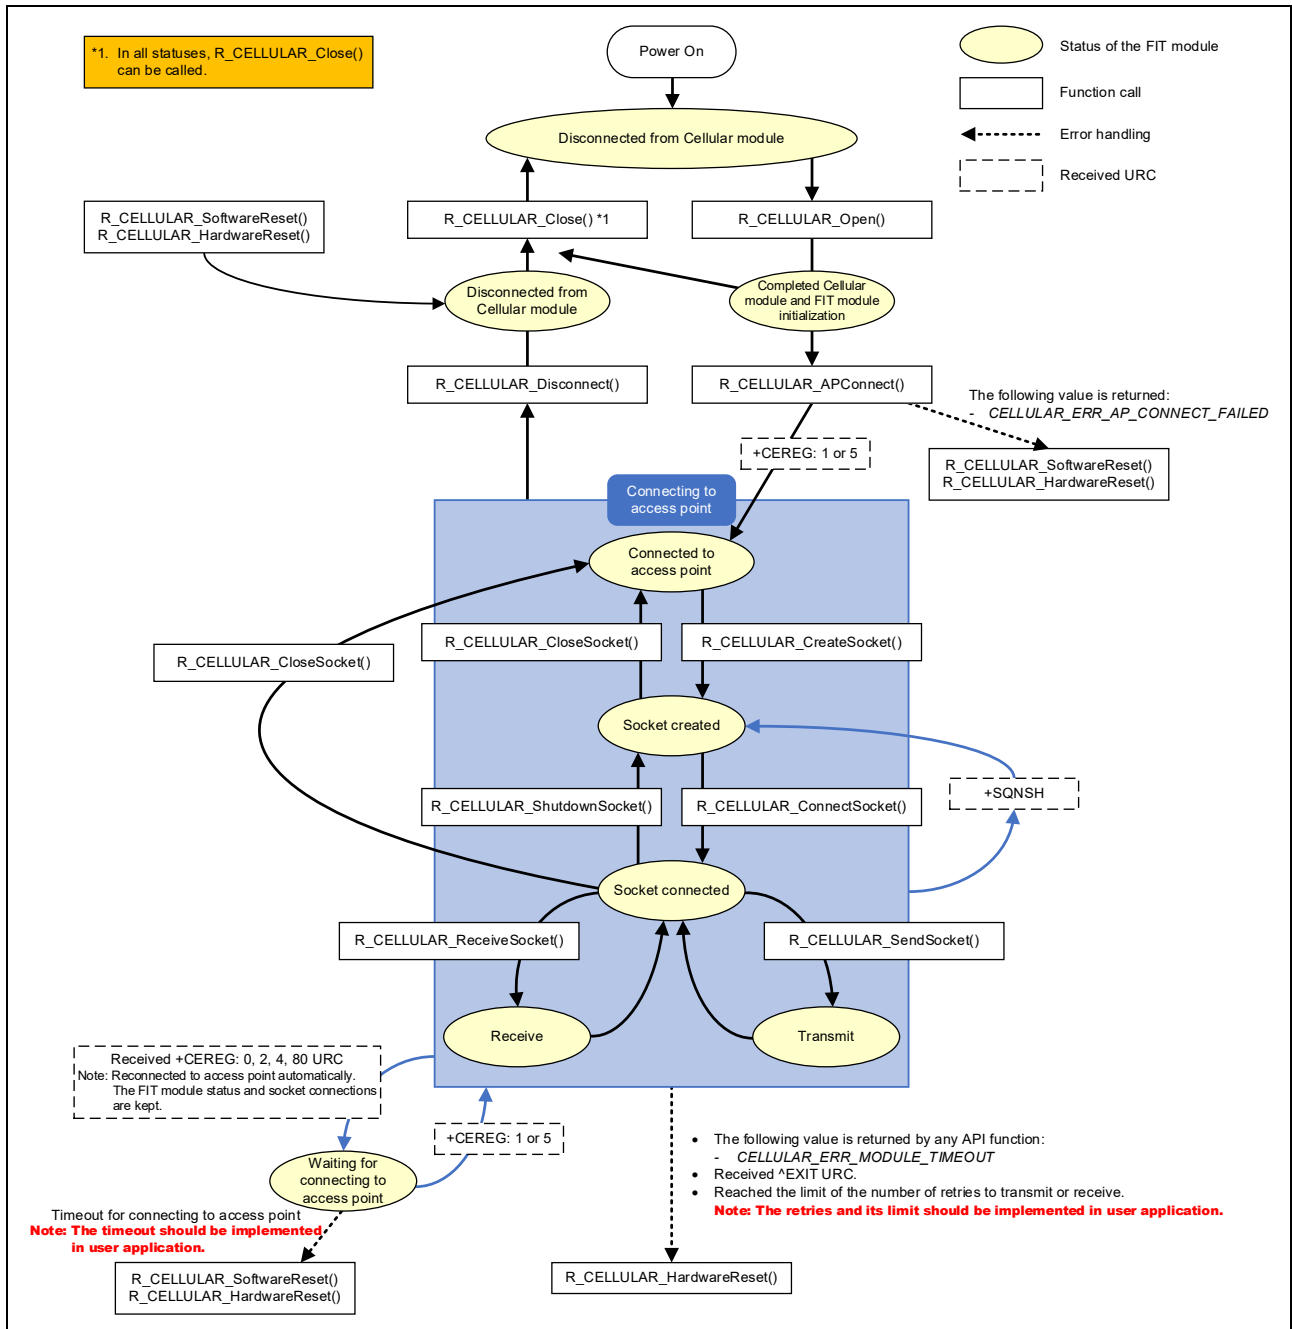 *1. In all statuses, R_CELLULAR_Close()
can be called.
Power On
Status of the FIT module
Function call
Error handling
Received URC
Disconnected from Cellular module
R_CELLULAR_SoftwareReset()
R_CELLULAR_HardwareReset()
R_CELLULAR_Close() *1
R_CELLULAR_Open()
Disconnected from
Cellular module
Completed Cellular
module and FIT module
initialization
R_CELLULAR_Disconnect()
R_CELLULAR_APConnect()
The following value is returned:
- CELLULAR_ERR_AP_CONNECT_FAILED
+CEREG: 1 or 5
R_CELLULAR_SoftwareReset()
R_CELLULAR_HardwareReset()
Connecting to
access point
Connected to
access point
R_CELLULAR_CloseSocket()
R_CELLULAR_CreateSocket()
R_CELLULAR_CloseSocket()
Socket created
+SQNSH
R_CELLULAR_ShutdownSocket()
R_CELLULAR_ConnectSocket()
Socket connected
R_CELLULAR_ReceiveSocket()
R_CELLULAR_SendSocket()
Receive
Transmit
Received +CEREG: 0, 2, 4, 80 URC
Note: Reconnected to access point automatically.
The FIT module status and socket connections
are kept.
+CEREG: 1 or 5
Waiting for
connecting to
access point
• The following value is returned by any API function:
- CELLULAR_ERR_MODULE_TIMEOUT
• Received ^EXIT URC.
• Reached the limit of the number of retries to transmit or receive.
Note: The retries and its limit should be implemented in user application.
Timeout for connecting to access point
Note: The timeout should be implemented
in user application.
R_CELLULAR_SoftwareReset()
R_CELLULAR_HardwareReset()
R_CELLULAR_HardwareReset()